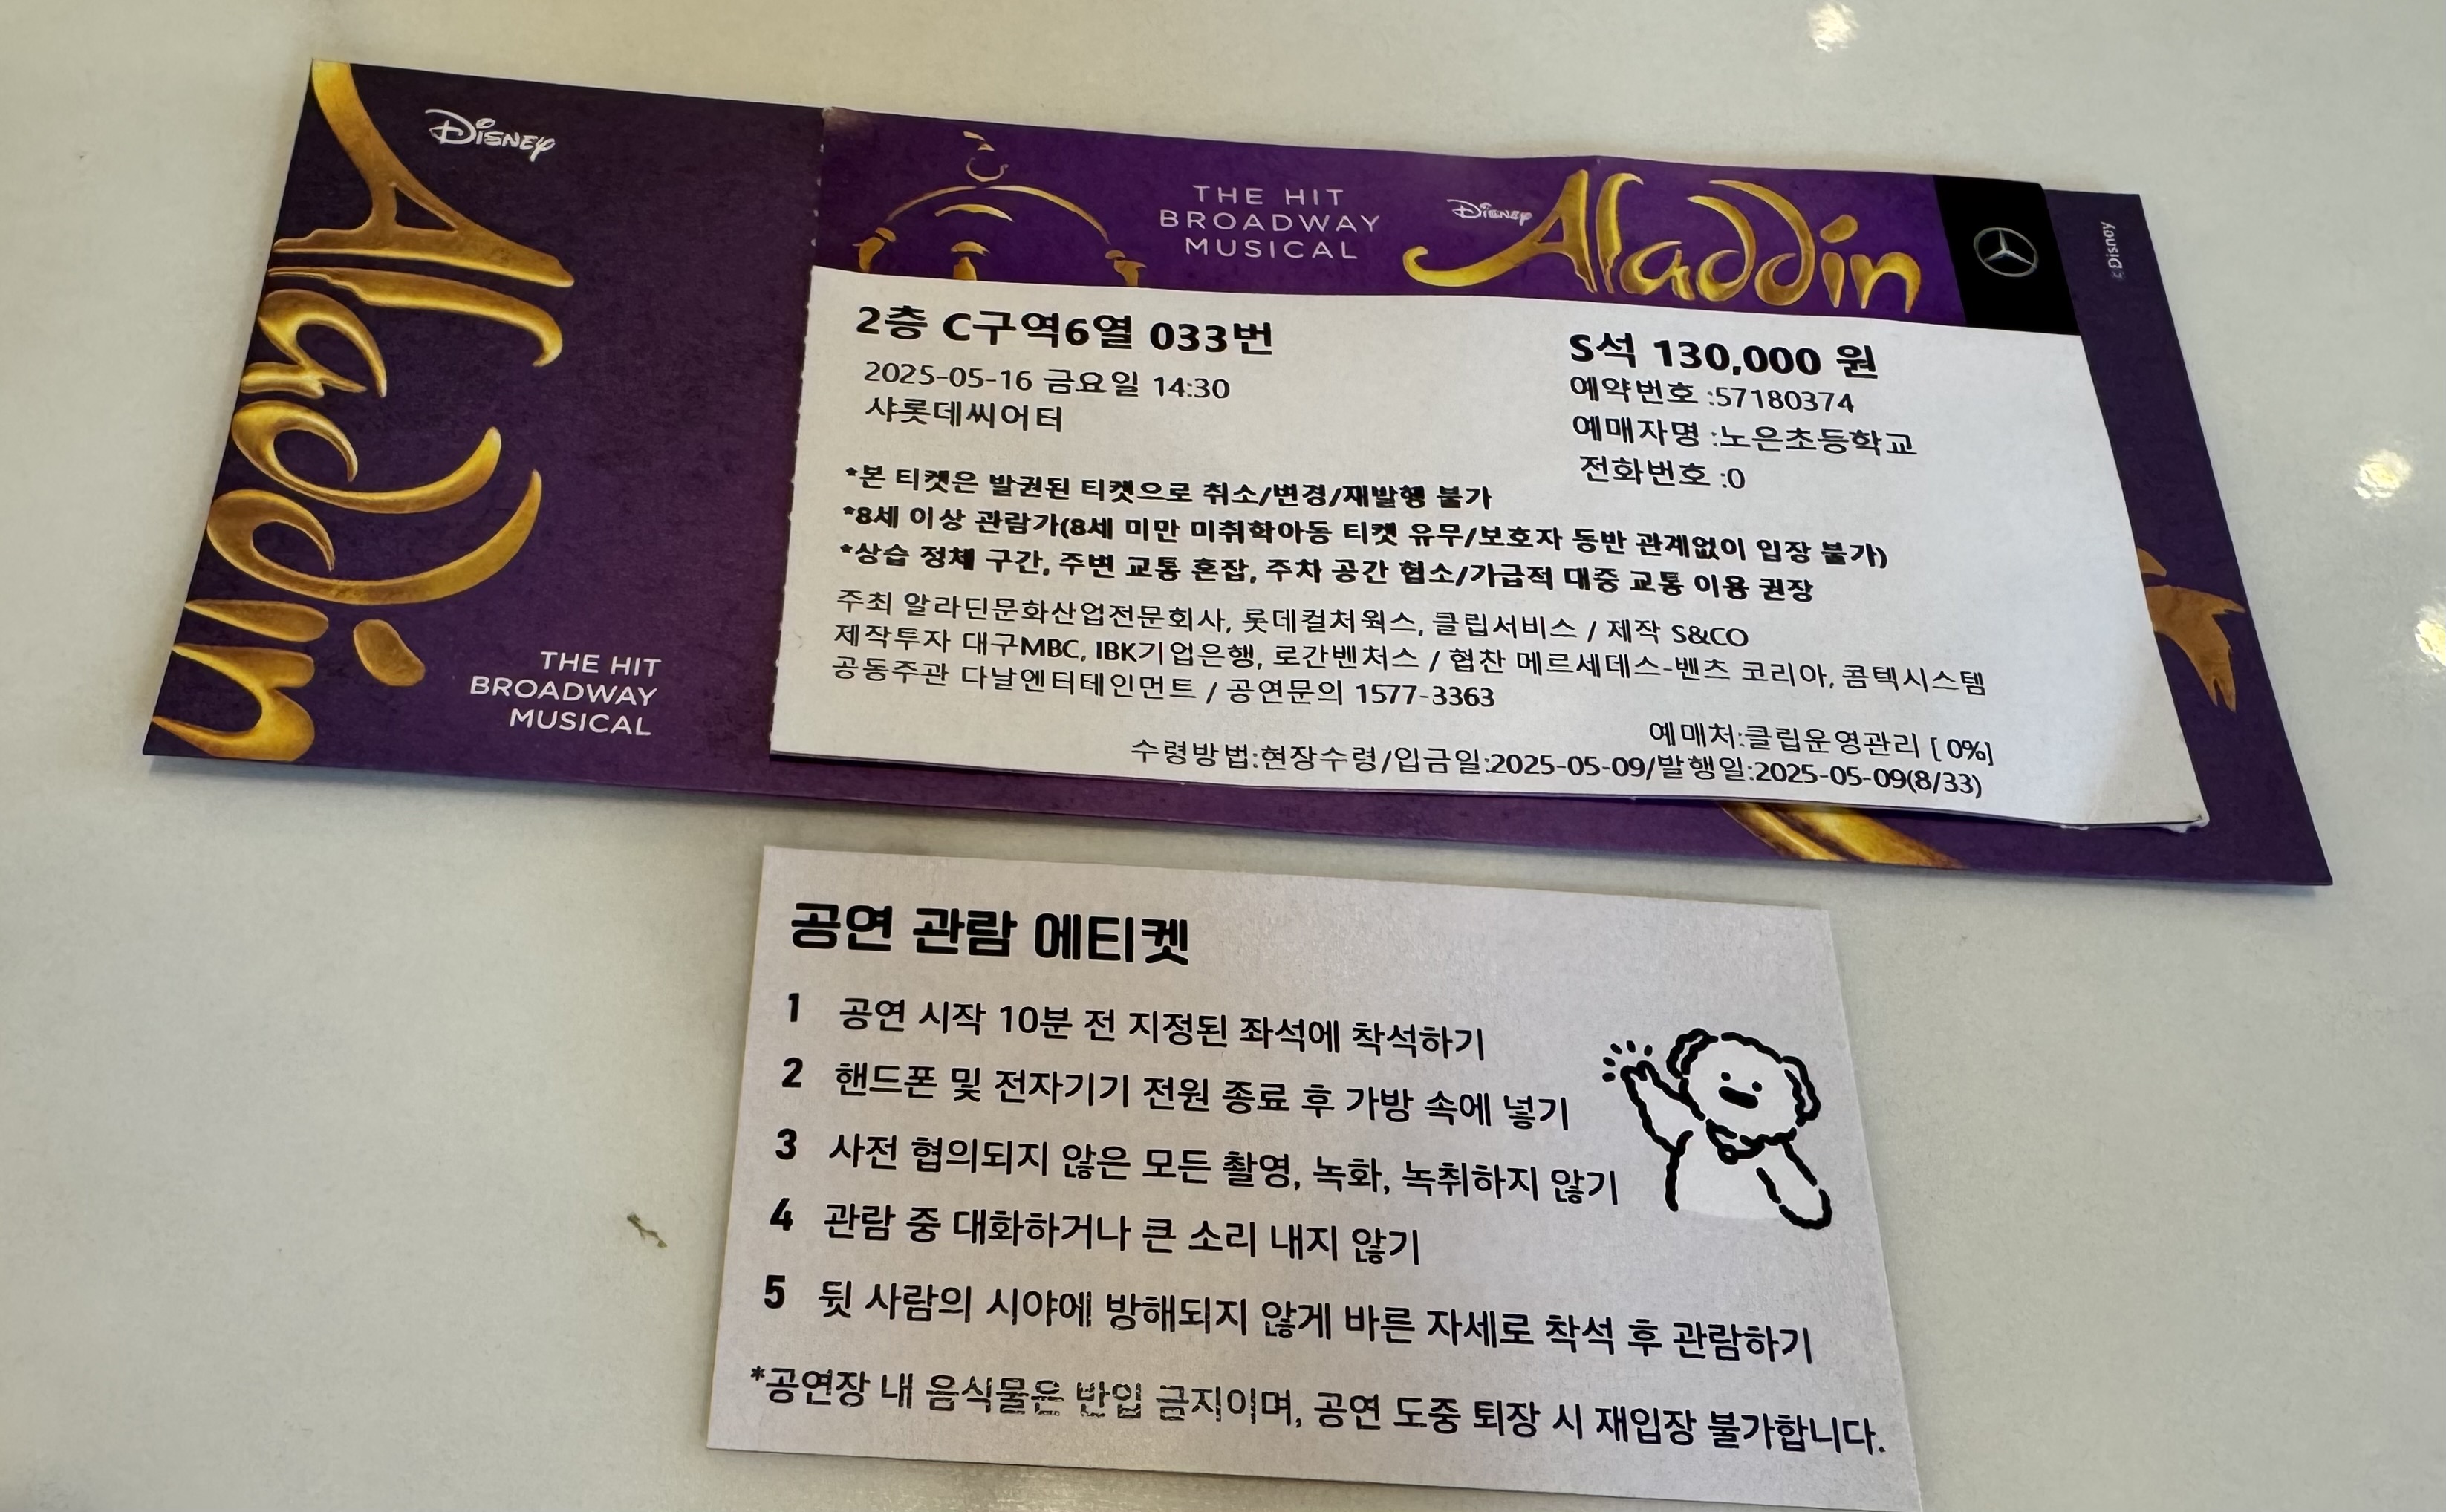 Disney
Aladdin
THE HIT
BROADWAY
MUSICAL
THE HIT
BROADWAY
MUSICAL
Disney
Aladdin
©Disney
2층 C구역6열 033번
2025-05-16 금요일 14:30
샤롯데씨어터
S석 130,000 원
예약번호 :57180374
예매자명 :노은초등학교
전화번호 :0
*본 티켓은 발권된 티켓으로 취소/변경/재발행 불가
*8세 이상 관람가(8세 미만 미취학아동 티켓 유무/보호자 동반 관계없이 입장 불가)
*상습 정체 구간, 주변 교통 혼잡, 주차 공간 협소/가급적 대중 교통 이용 권장
주최 알라딘문화산업전문회사, 롯데컬처웍스, 클립서비스 / 제작 S&CO
제작투자 대구MBC, IBK기업은행, 로간벤처스 / 협찬 메르세데스-벤츠 코리아, 콤텍시스템
공동주관 다날엔터테인먼트 / 공연문의 1577-3363
예매처:클립운영관리 [ 0%]
수령방법:현장수령/입금일:2025-05-09/발행일:2025-05-09(8/33)
공연 관람 에티켓
1 공연 시작 10분 전 지정된 좌석에 착석하기
2 핸드폰 및 전자기기 전원 종료 후 가방 속에 넣기
3 사전 협의되지 않은 모든 촬영, 녹화, 녹취하지 않기
4 관람 중 대화하거나 큰 소리 내지 않기
5 뒷 사람의 시야에 방해되지 않게 바른 자세로 착석 후 관람하기
*공연장 내 음식물은 반입 금지이며, 공연 도중 퇴장 시 재입장 불가합니다.